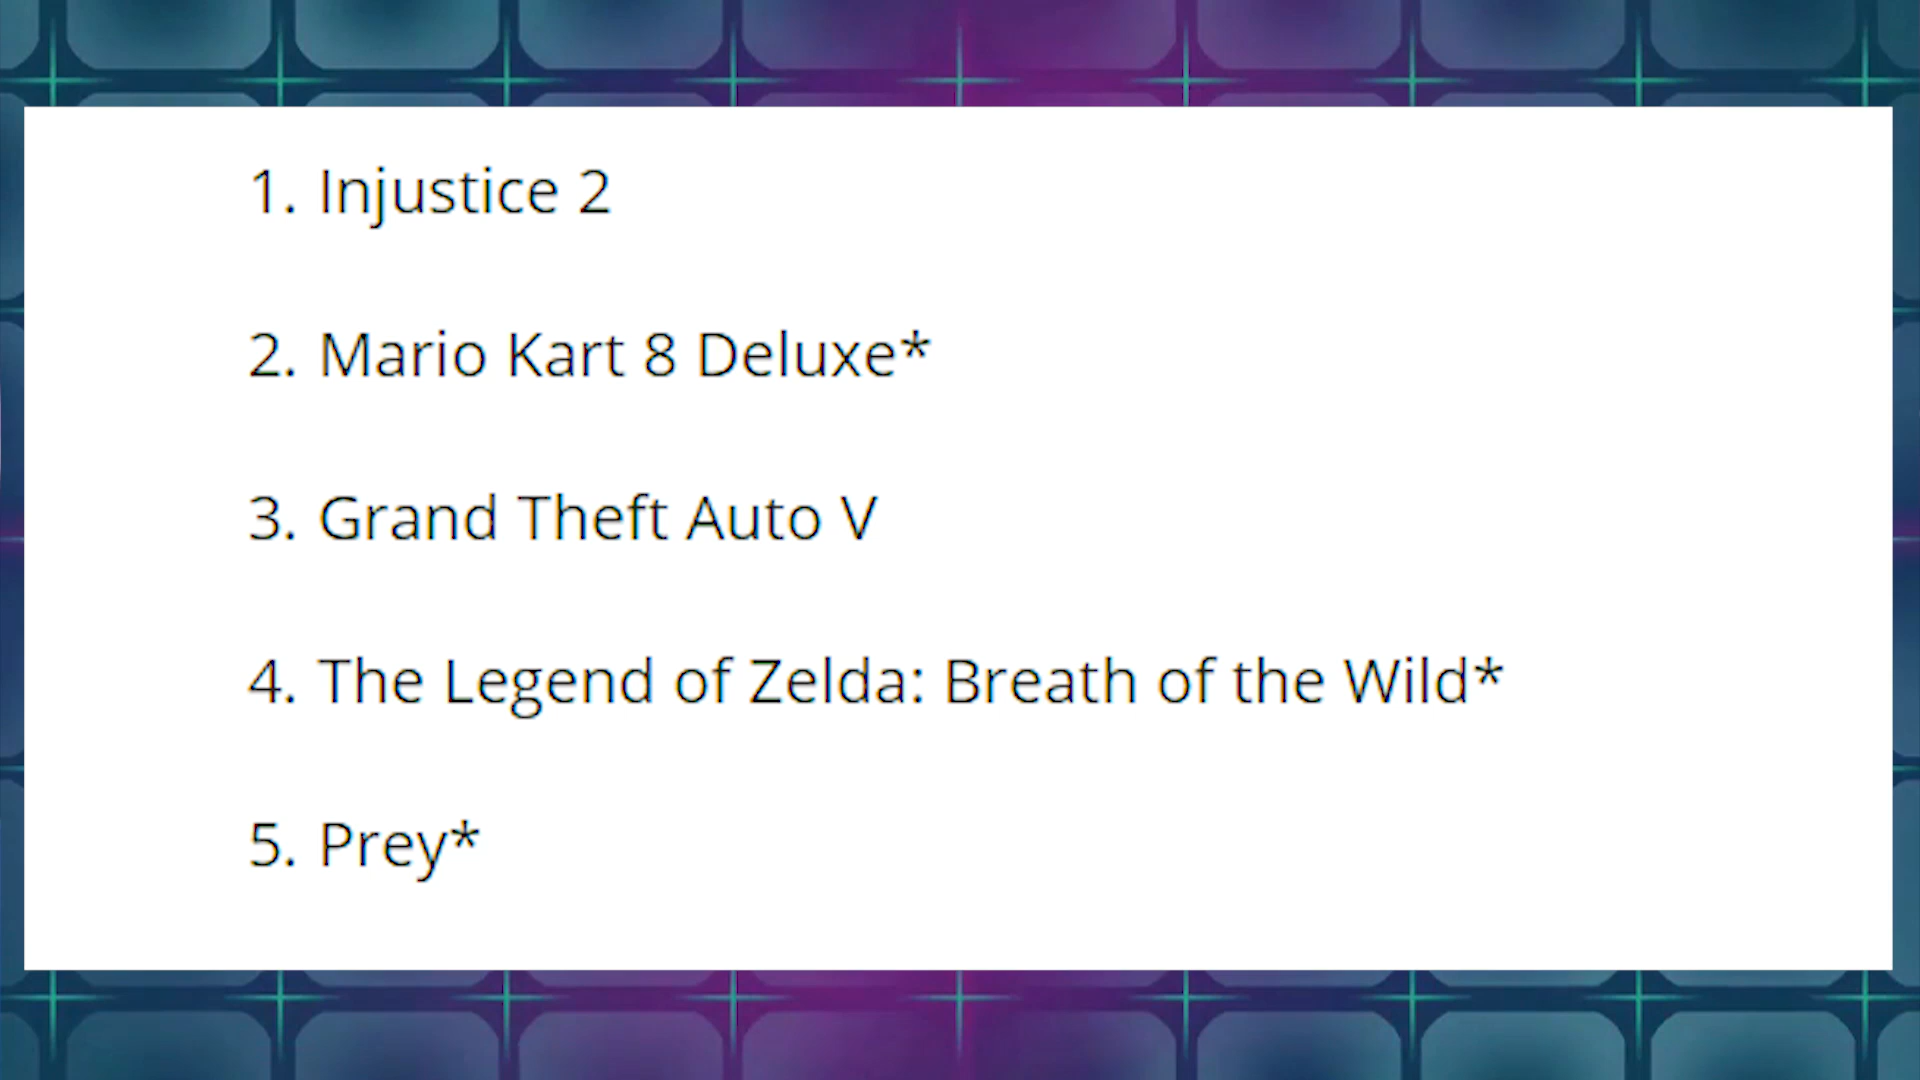 1. Injustice 2
2. Mario Kart 8 Deluxe*
3. Grand Theft Auto V
4. The Legend of Zelda: Breath of the Wild*
5. Prey*